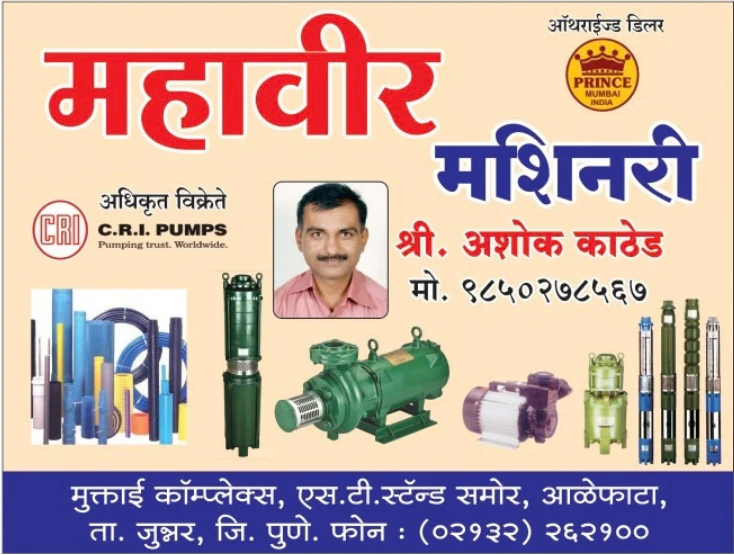 ऑथराईज्ड डिलर
PRINCE
MUMBAI
INDIA
महावीर
मशिनरी
अधिकृत विक्रेते
CRI
C.R.I. PUMPS
Pumping trust. Worldwide.
श्री. अशोक काठेड
मो. ९८५०२७८५६७
मुक्ताई कॉम्प्लेक्स, एस.टी.स्टॅन्ड समोर, आळेफाटा,
ता. जुन्नर, जि. पुणे. फोन : (०२१३२) २६२१००